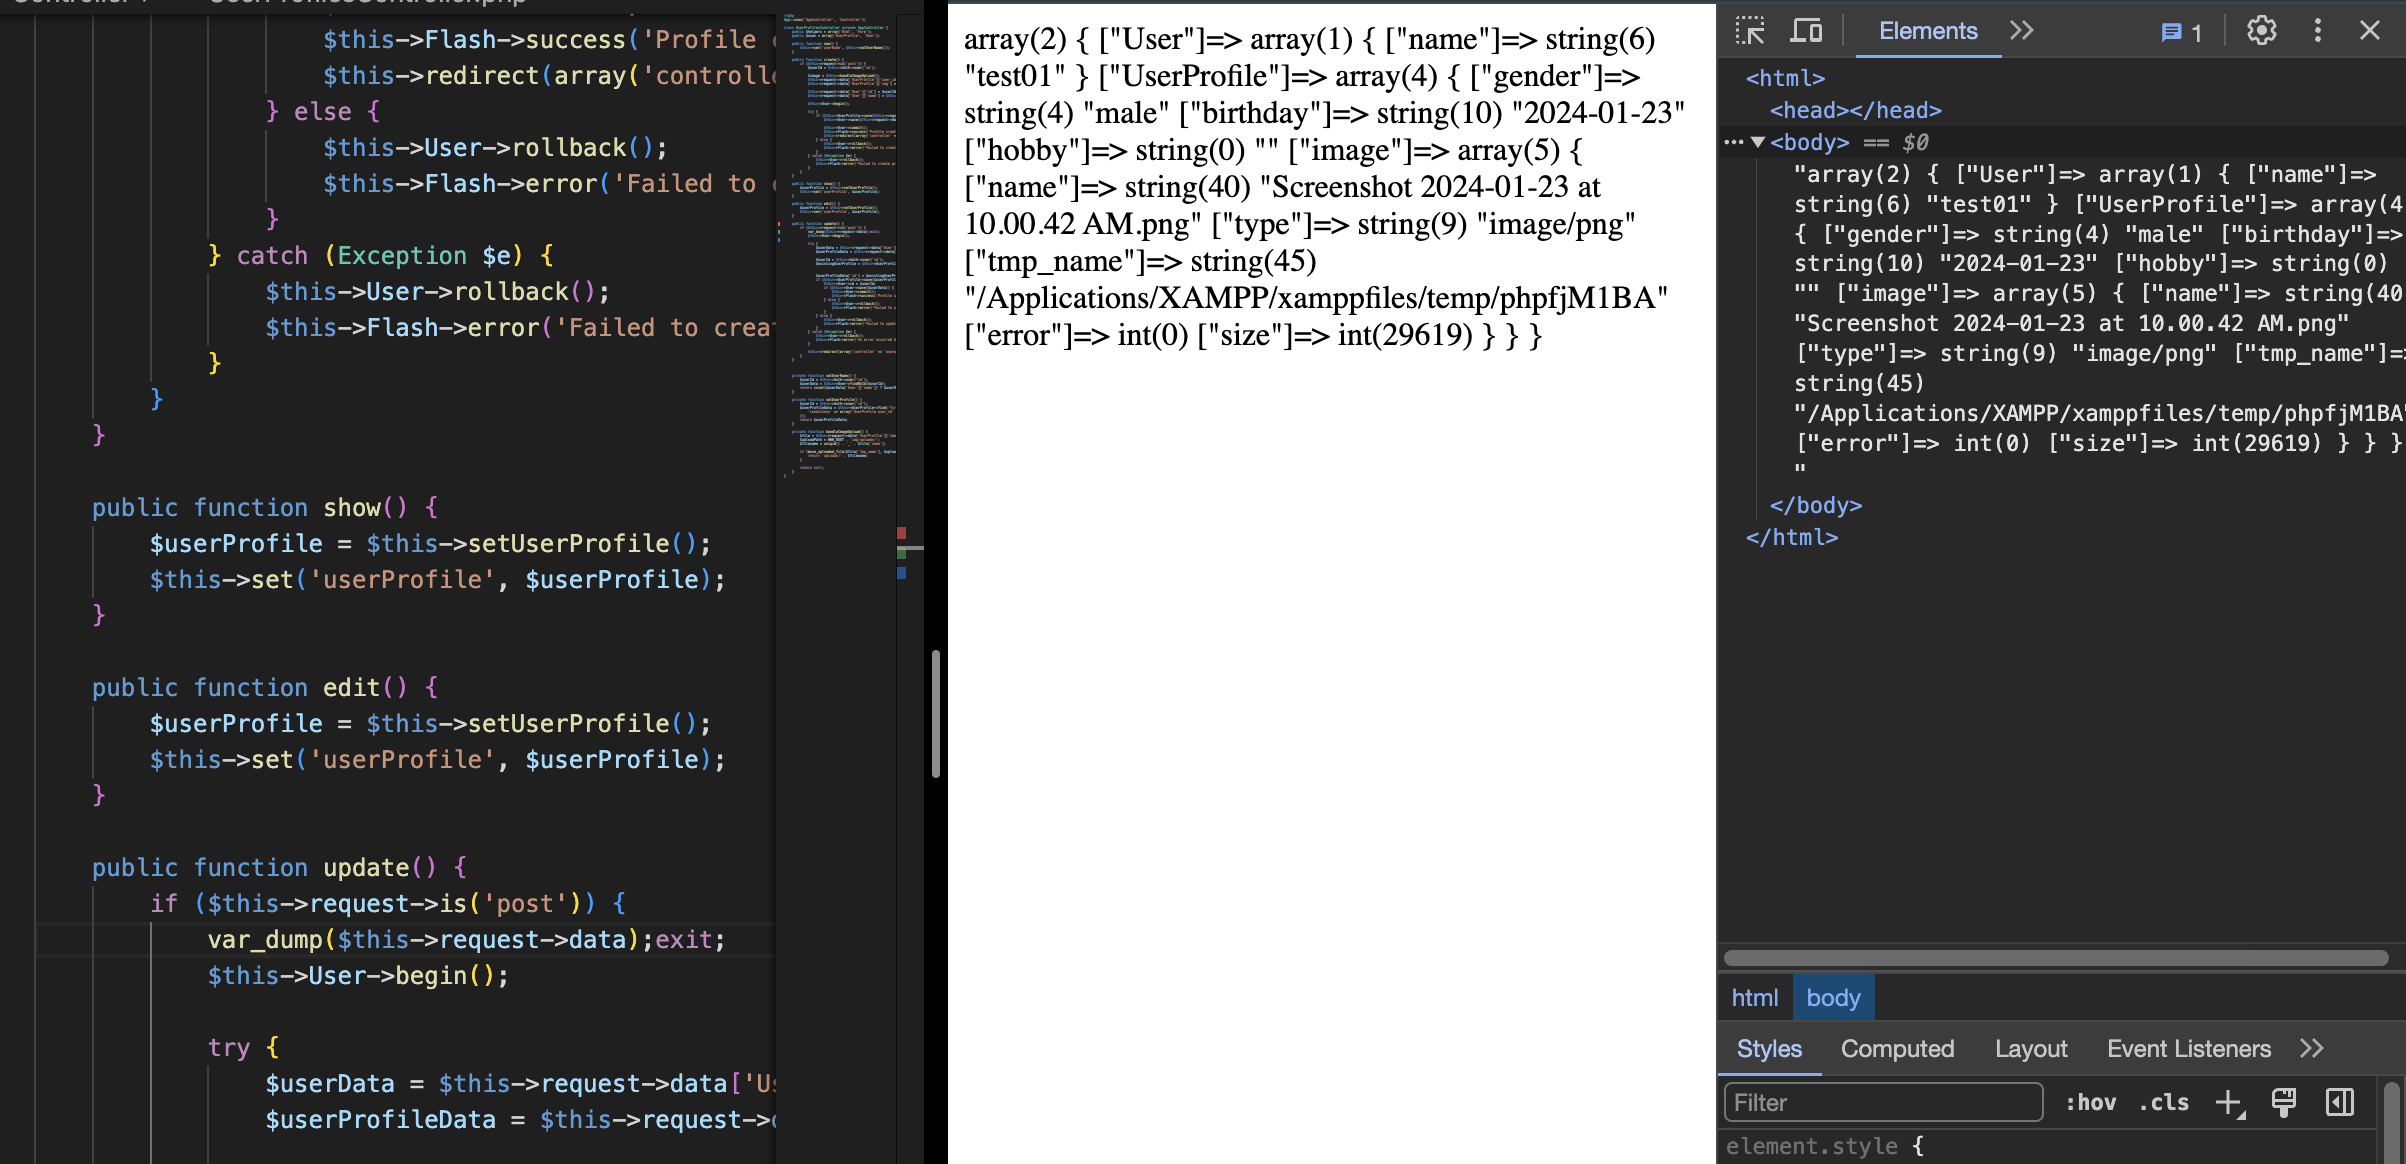 $this->Flash->success('Profile
$this->redirect(array('controlle
} else {
$this->User->rollback();
$this->Flash->error('Failed to
}
} catch (Exception $e) {
$this->User->rollback();
$this->Flash->error('Failed to crea
}
}
}
public function show() {
$userProfile = $this->setUserProfile();
$this->set('userProfile', $userProfile);
}
public function edit() {
$userProfile = $this->setUserProfile();
$this->set('userProfile', $userProfile);
}
public function update() {
if ($this->request->is('post')) {
var_dump($this->request->data);exit;
$this->User->begin();
try {
$userData = $this->request->data['Us
$userProfileData = $this->request->
array(2) { ["User"]=> array(1) { ["name"]=> string(6)
"test01" } ["UserProfile"]=> array(4) { ["gender"]=>
string(4) "male" ["birthday"]=> string(10) "2024-01-23"
["hobby"]=> string(0) "" ["image"]=> array(5) {
["name"]=> string(40) "Screenshot 2024-01-23 at
10.00.42 AM.png" ["type"]=> string(9) "image/png"
["tmp_name"]=> string(45)
"/Applications/XAMPP/xamppfiles/temp/phpfjM1BA"
["error"]=> int(0) ["size"]=> int(29619) } } }
Elements
1
<html>
<head></head>
<body> == $0
"array(2) { ["User"]=> array(1) { ["name"]=>
string(6) "test01" } ["UserProfile"]=> array(4
{ ["gender"]=> string(4) "male" ["birthday"]=>
string(10) "2024-01-23" ["hobby"]=> string(0)
"" ["image"]=> array(5) { ["name"]=> string(40
"Screenshot 2024-01-23 at 10.00.42 AM.png"
["type"]=> string(9) "image/png" ["tmp_name"]=
string(45)
"/Applications/XAMPP/xamppfiles/temp/phpfjM1BA"
["error"]=> int(0) ["size"]=> int(29619) } } }
"
</body>
</html>
html body
Styles Computed Layout Event Listeners
Filter :hov .cls
element.style {